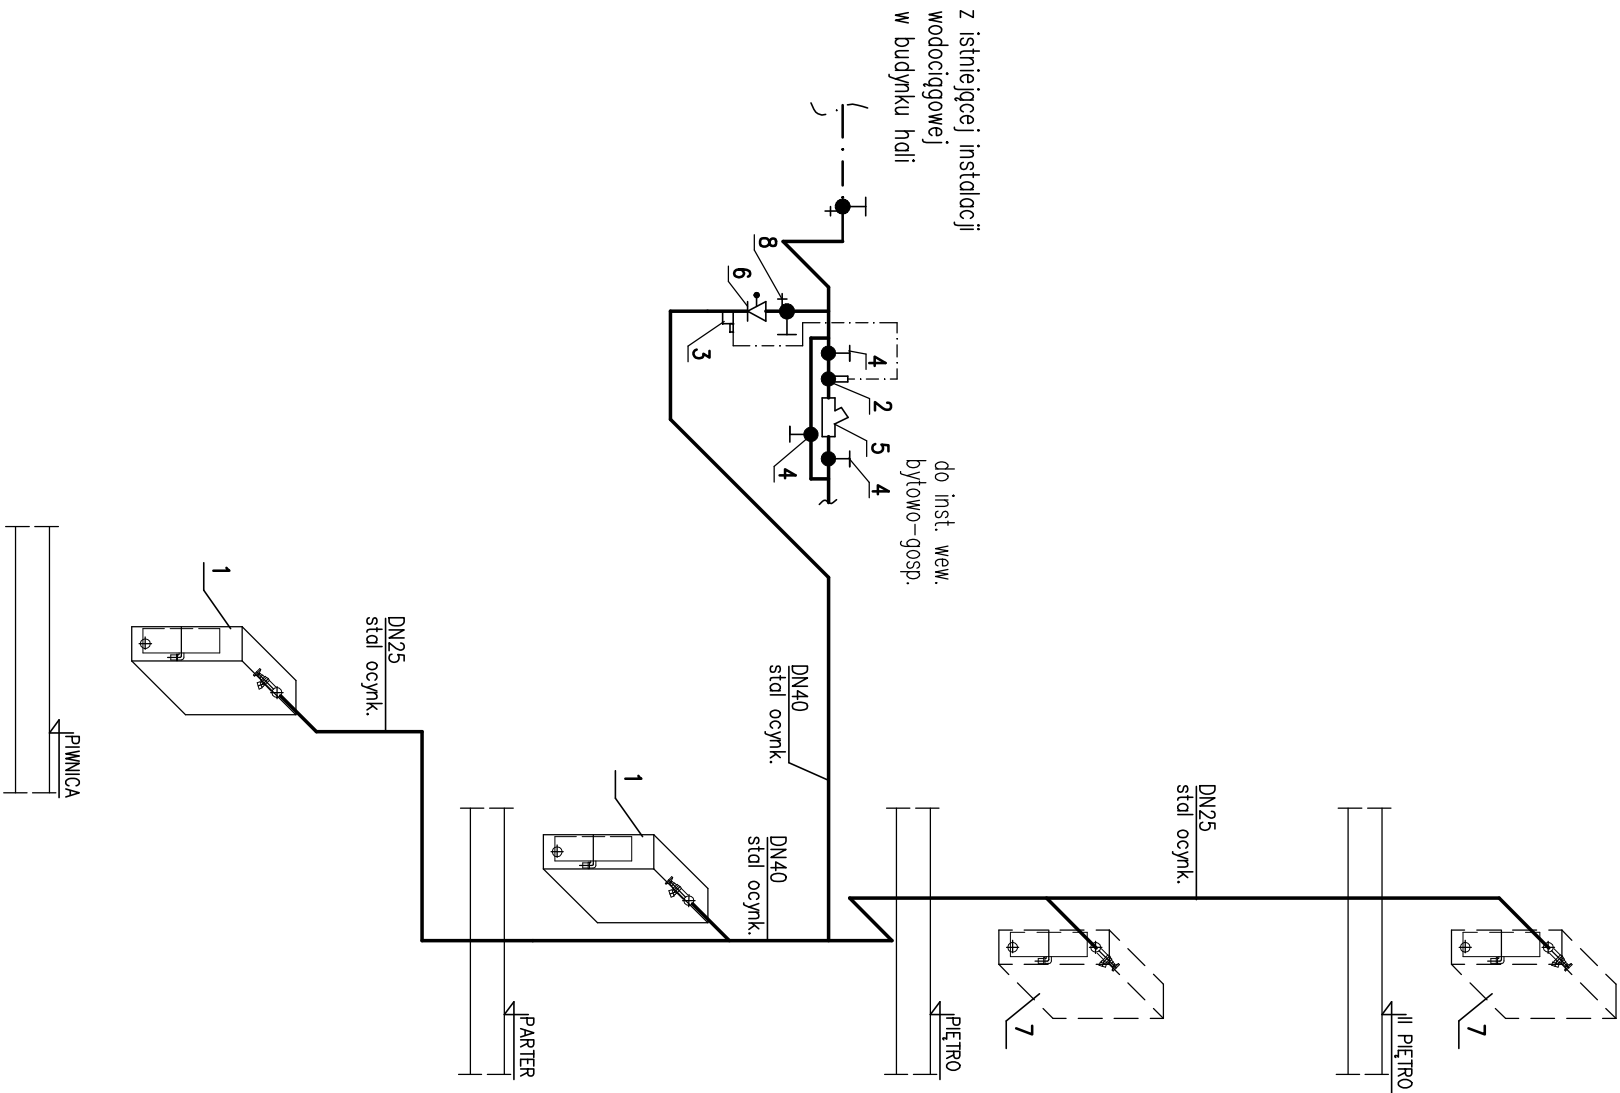 z istniejącej instalacji
wodociągowej
w budynku hali
8
6
3
4
2
5
4
4
do inst. wew.
bytowo-gosp.
1
DN25
stal ocynk.
PIWNICA
DN40
stal ocynk.
1
DN40
stal ocynk.
PARTER
DN25
stal ocynk.
PIĘTRO
7
II PIĘTRO
7